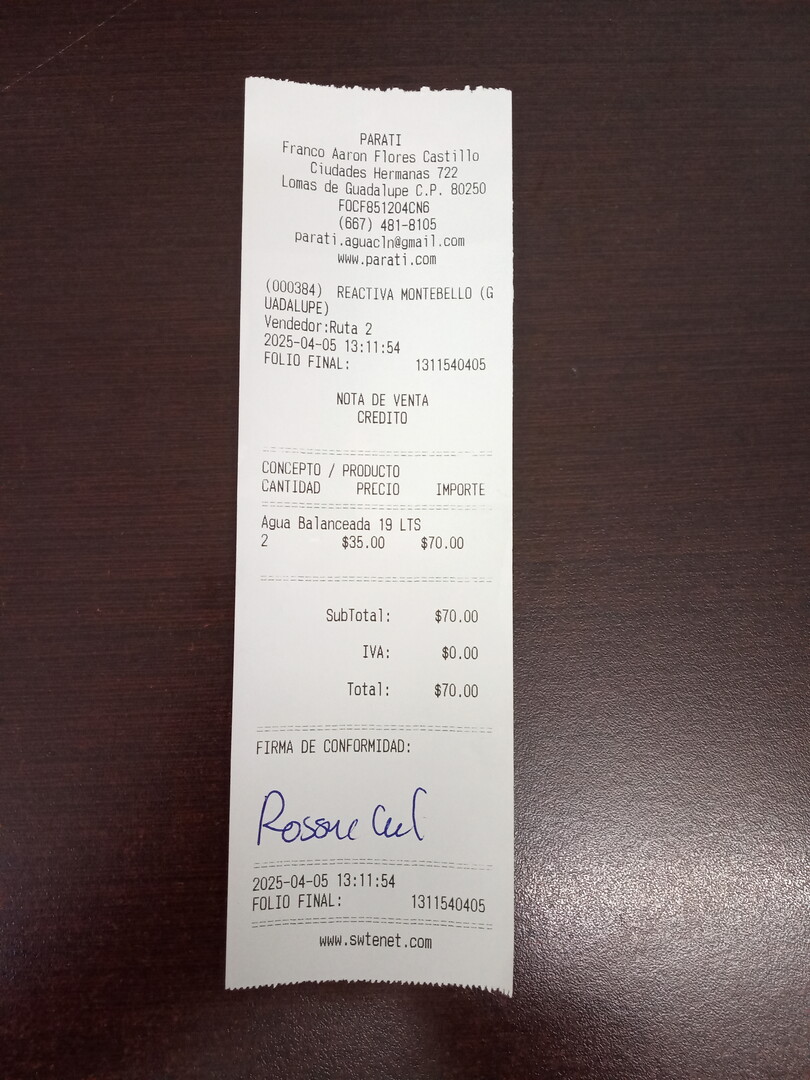 PARATI
Franco Aaron Flores Castillo
Ciudades Hermanas 722
Lomas de Guadalupe C.P. 80250
FOCF851204CN6
(667) 481-8105
parati.aguacln@gmail.com
www.parati.com
(000384) REACTIVA MONTEBELLO (G
UADALUPE)
Vendedor:Ruta 2
2025-04-05 13:11:54
FOLIO FINAL: 1311540405
NOTA DE VENTA
CREDITO
CONCEPTO / PRODUCTO
CANTIDAD PRECIO IMPORTE
Agua Balanceada 19 LTS
2 $35.00 $70.00
SubTotal: $70.00
IVA: $0.00
Total: $70.00
FIRMA DE CONFORMIDAD:
2025-04-05 13:11:54
FOLIO FINAL: 1311540405
www.swtenet.com